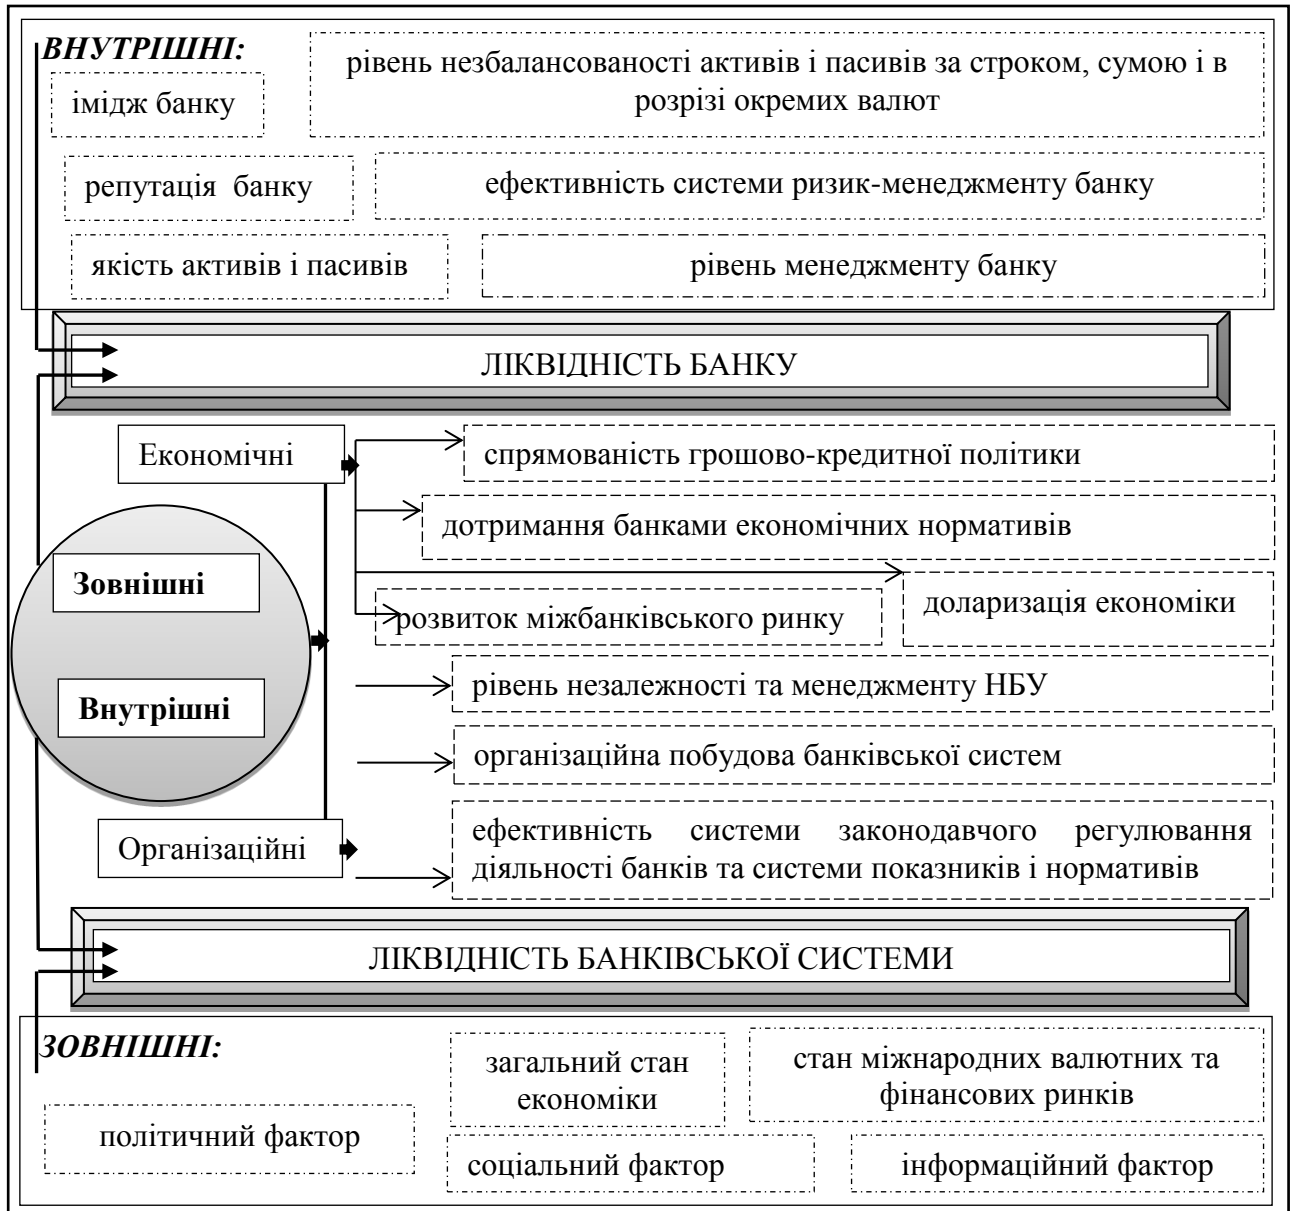 ВНУТРІШНІ:
імідж банку
рівень незбалансованості активів і пасивів за строком, сумою і в
розрізі окремих валют
репутація банку
ефективність системи ризик-менеджменту банку
якість активів і пасивів
рівень менеджменту банку
ЛІКВІДНІСТЬ БАНКУ
Економічні
спрямованість грошово-кредитної політики
дотримання банками економічних нормативів
Зовнішні
доларизація економіки
розвиток міжбанківського ринку
рівень незалежності та менеджменту НБУ
Внутрішні
організаційна побудова банківської систем
Організаційні
ефективність системи законодавчого регулювання
діяльності банків та системи показників і нормативів
ЛІКВІДНІСТЬ БАНКІВСЬКОЇ СИСТЕМИ
ЗОВНІШНІ:
загальний стан
економіки
стан міжнародних валютних та
фінансових ринків
політичний фактор
соціальний фактор
інформаційний фактор